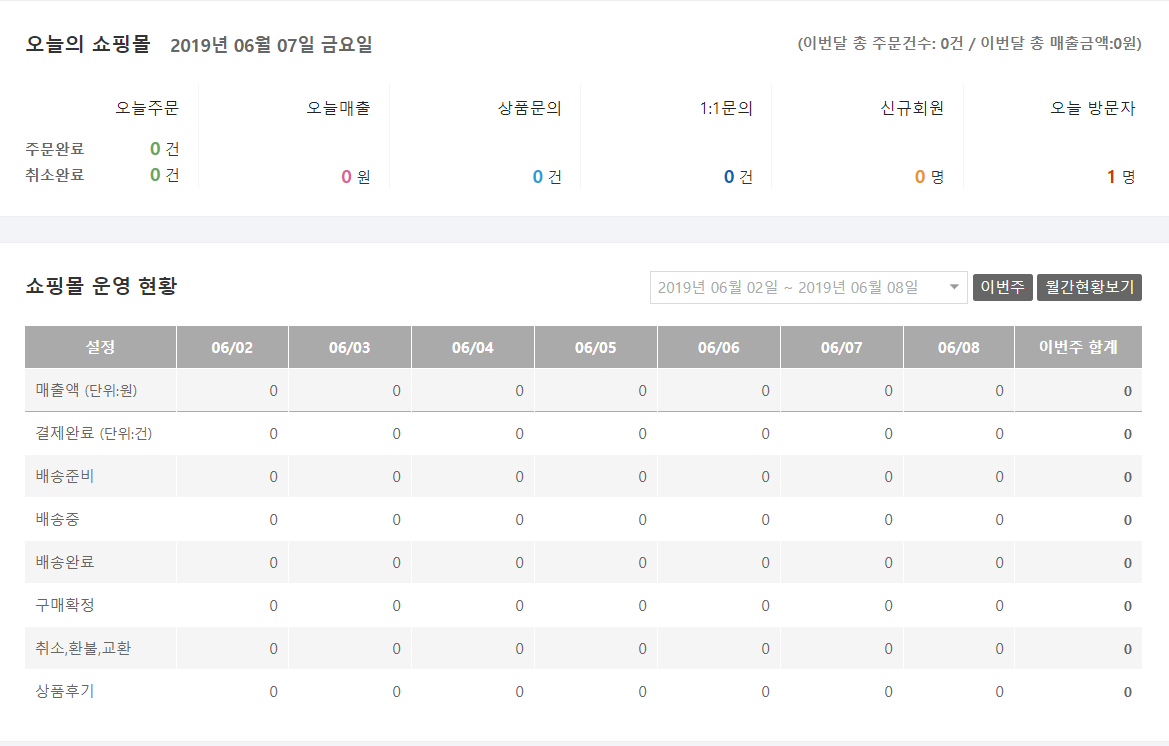 오늘의 쇼핑몰 2019년 06월 07일 금요일 (이번달 총 주문건수: 0건 / 이번달 총 매출금액:0원)
오늘주문 오늘매출 상품문의 1:1문의 신규회원 오늘 방문자
주문완료 0 건
취소완료 0 건 0 원 0 건 0 건 0 명 1 명
쇼핑몰 운영 현황 2019년 06월 02일 ~ 2019년 06월 08일 이번주 월간현황보기
설정 06/02 06/03 06/04 06/05 06/06 06/07 06/08 이번주 합계
매출액 (단위:원) 0 0 0 0 0 0 0 0
결제완료 (단위:건) 0 0 0 0 0 0 0 0
배송준비 0 0 0 0 0 0 0 0
배송중 0 0 0 0 0 0 0 0
배송완료 0 0 0 0 0 0 0 0
구매확정 0 0 0 0 0 0 0 0
취소,환불,교환 0 0 0 0 0 0 0 0
상품후기 0 0 0 0 0 0 0 0